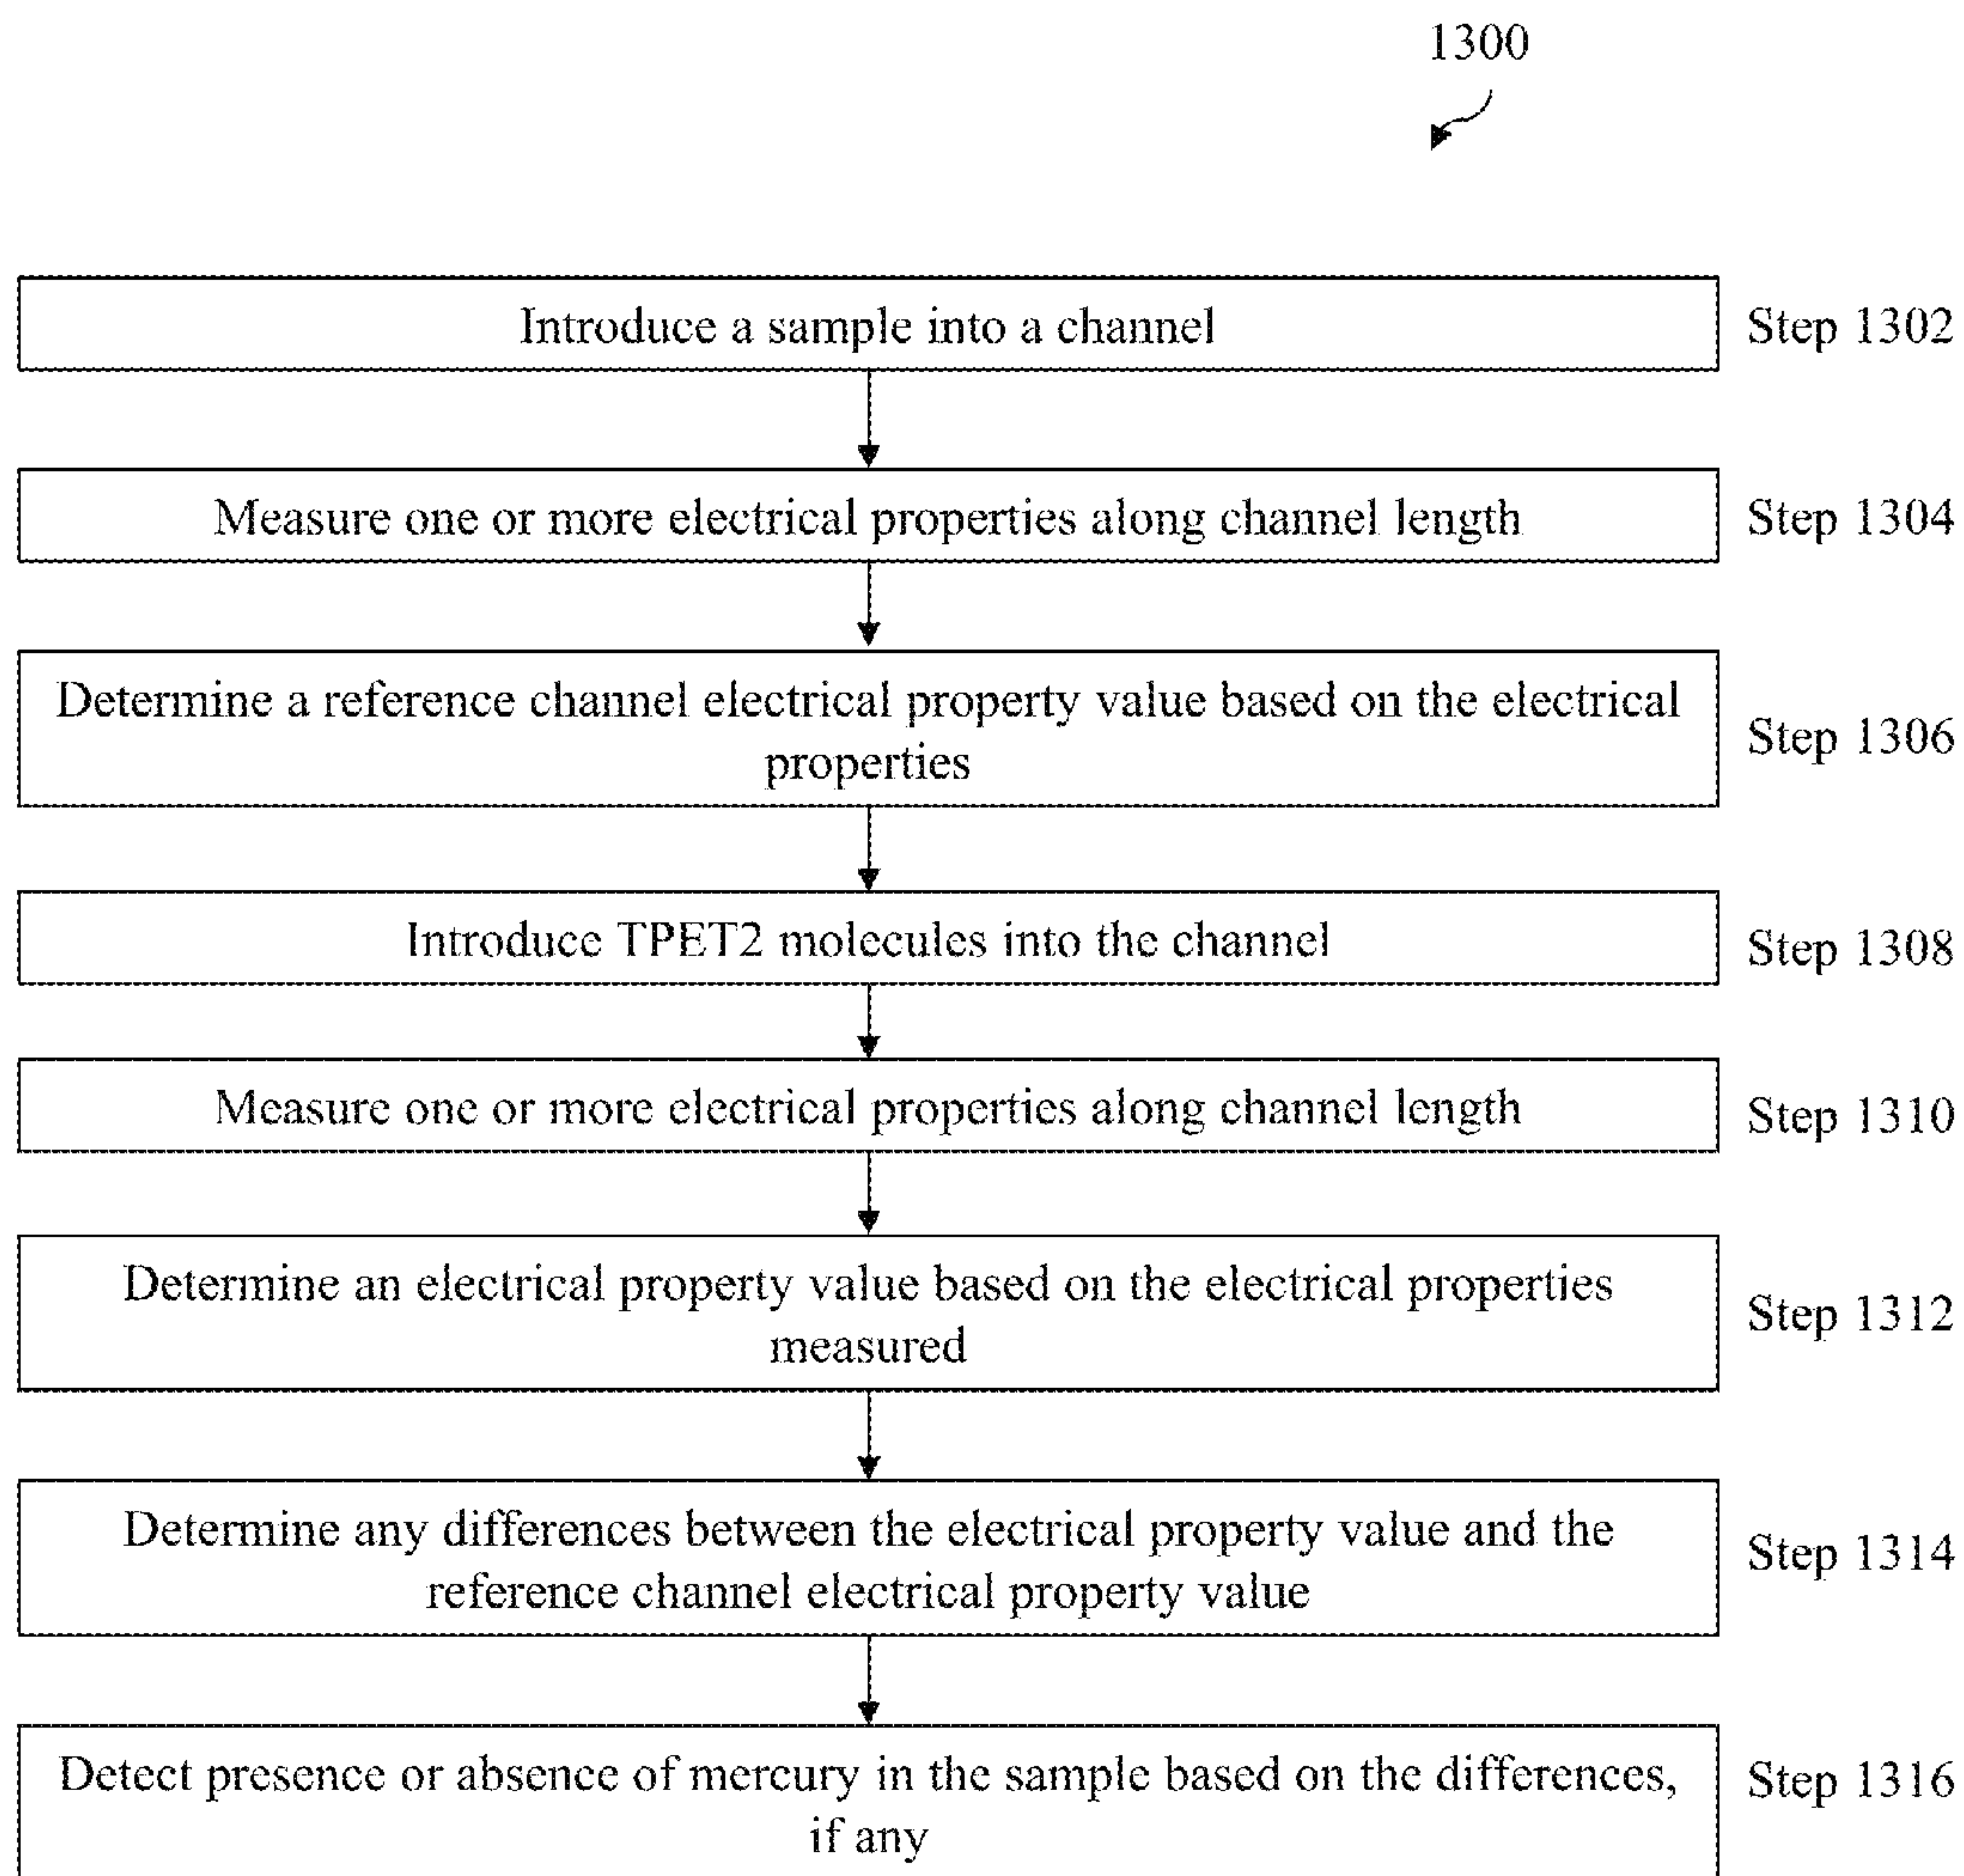 1300
Introduce a sample into a channel
Step 1302
Measure one or more electrical properties along channel length
Step 1304
Determine a reference channel electrical property value based on the electrical
properties
Step 1306
Introduce TPET2 molecules into the channel
Step 1308
Measure one or more electrical properties along channel length
Step 1310
Determine an electrical property value based on the electrical properties
measured
Step 1312
Determine any differences between the electrical property value and the
reference channel electrical property value
Step 1314
Detect presence or absence of mercury in the sample based on the differences,
if any
Step 1316